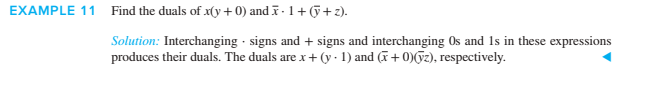 EXAMPLE 11 Find the duals of x(y + 0) and x̅ · 1 + (y̅ + z).
Solution: Interchanging · signs and + signs and interchanging 0s and 1s in these expressions
produces their duals. The duals are x + (y · 1) and (x̅ + 0)(y̅z), respectively.